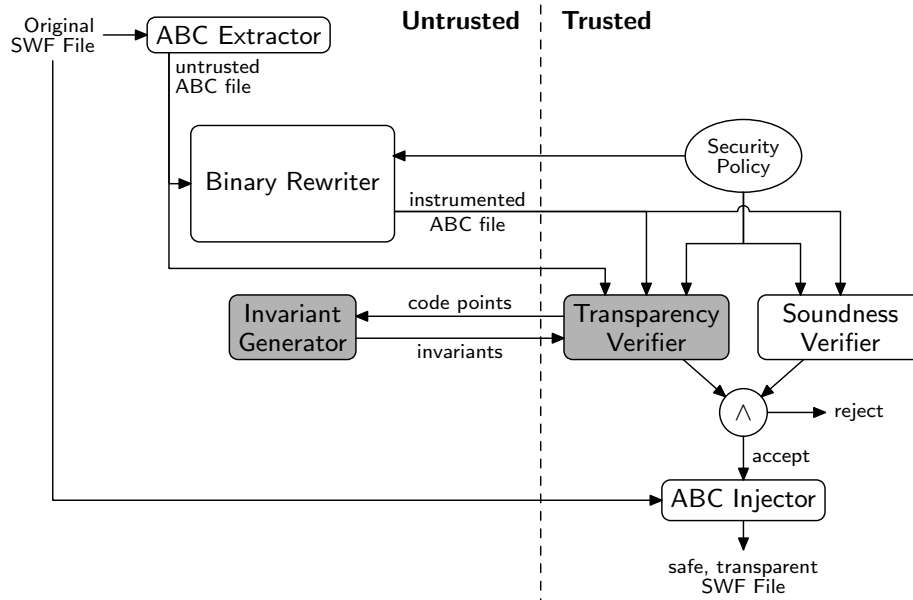 Untrusted
Trusted
Original
SWF File
ABC Extractor
untrusted
ABC file
Security
Policy
Binary Rewriter
instrumented
ABC file
Invariant
Generator
code points
invariants
Transparency
Verifier
Soundness
Verifier
∧
reject
accept
ABC Injector
safe, transparent
SWF File